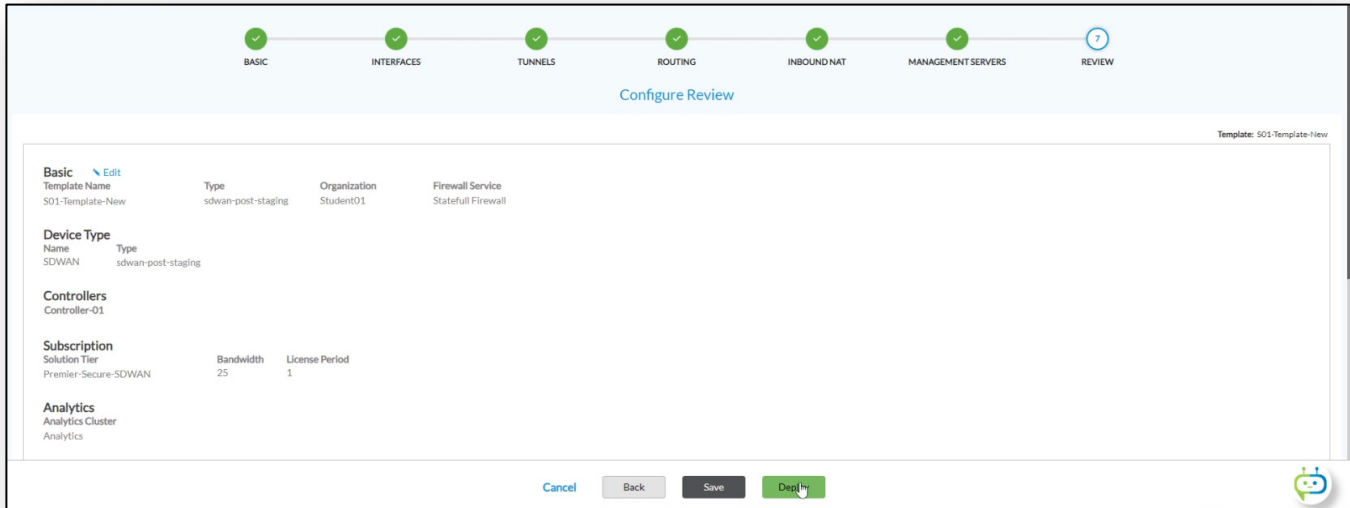 BASIC INTERFACES TUNNELS ROUTING INBOUND NAT MANAGEMENT SERVERS 7 REVIEW
Configure Review
Template: S01-Template-New
Basic Edit
Template Name Type Organization Firewall Service
S01-Template-New sdwan-post-staging Student01 Statefull Firewall
Device Type
Name Type
SDWAN sdwan-post-staging
Controllers
Controller-01
Subscription
Solution Tier Bandwidth License Period
Premier-Secure-SDWAN 25 1
Analytics
Analytics Cluster
Analytics
Cancel Back Save